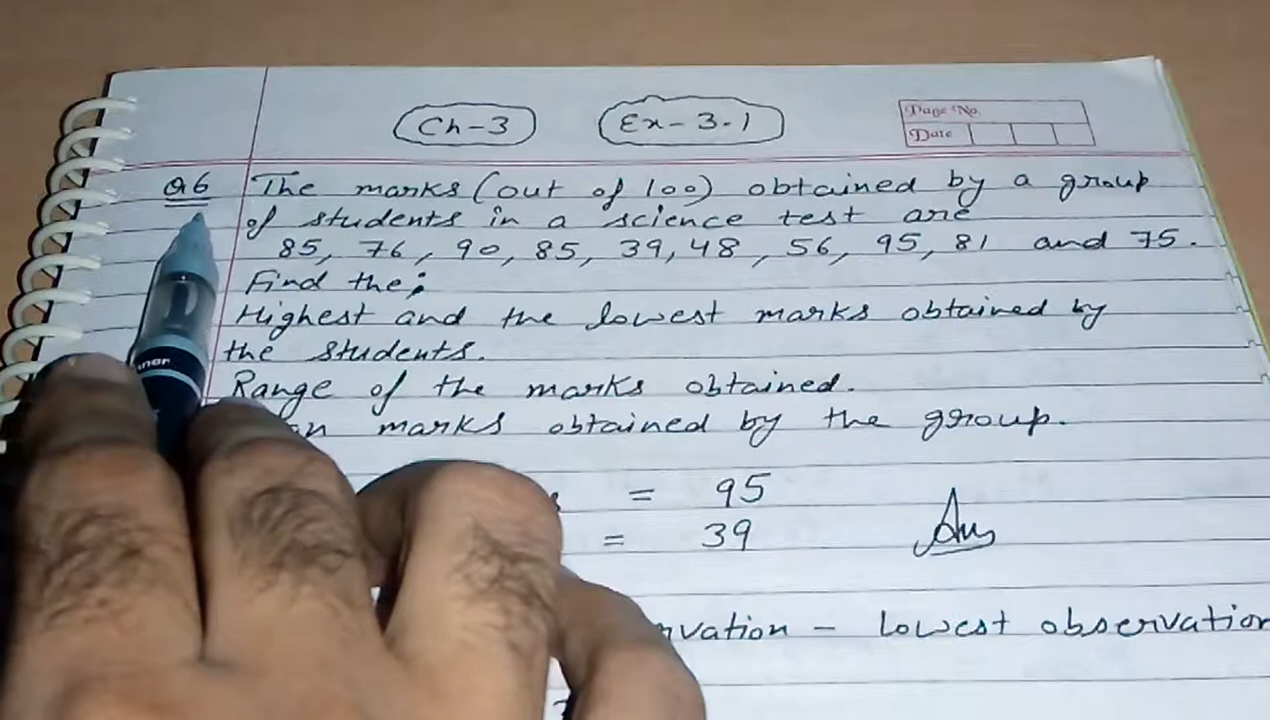 Ch-3
Ex-3.1
Page No.
Date
Q6 The marks (out of 100) obtained by a group
of students in a science test are
85, 76, 90, 85, 39, 48, 56, 95, 81 and 75.
Find the:
Highest and the lowest marks obtained by
the students.
Range of the marks obtained.
marks obtained by the group.
= 95
= 39 Ans
- lowest observation